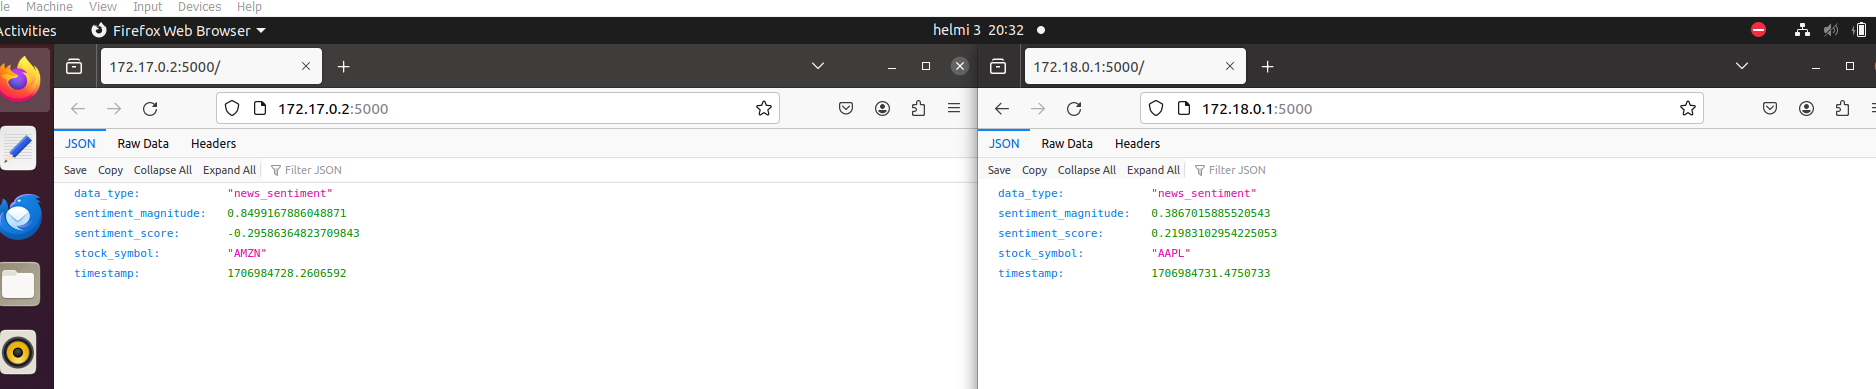 le Machine View Input Devices Help
Activities Firefox Web Browser helmi 3 20:32
172.17.0.2:5000/
172.17.0.2:5000
JSON Raw Data Headers
Save Copy Collapse All Expand All Filter JSON
data_type: "news_sentiment"
sentiment_magnitude: 0.8499167886048871
sentiment_score: -0.29586364823709843
stock_symbol: "AMZN"
timestamp: 1706984728.2606592
172.18.0.1:5000/
172.18.0.1:5000
JSON Raw Data Headers
Save Copy Collapse All Expand All Filter JSON
data_type: "news_sentiment"
sentiment_magnitude: 0.3867015885520543
sentiment_score: 0.21983102954225053
stock_symbol: "AAPL"
timestamp: 1706984731.4750733